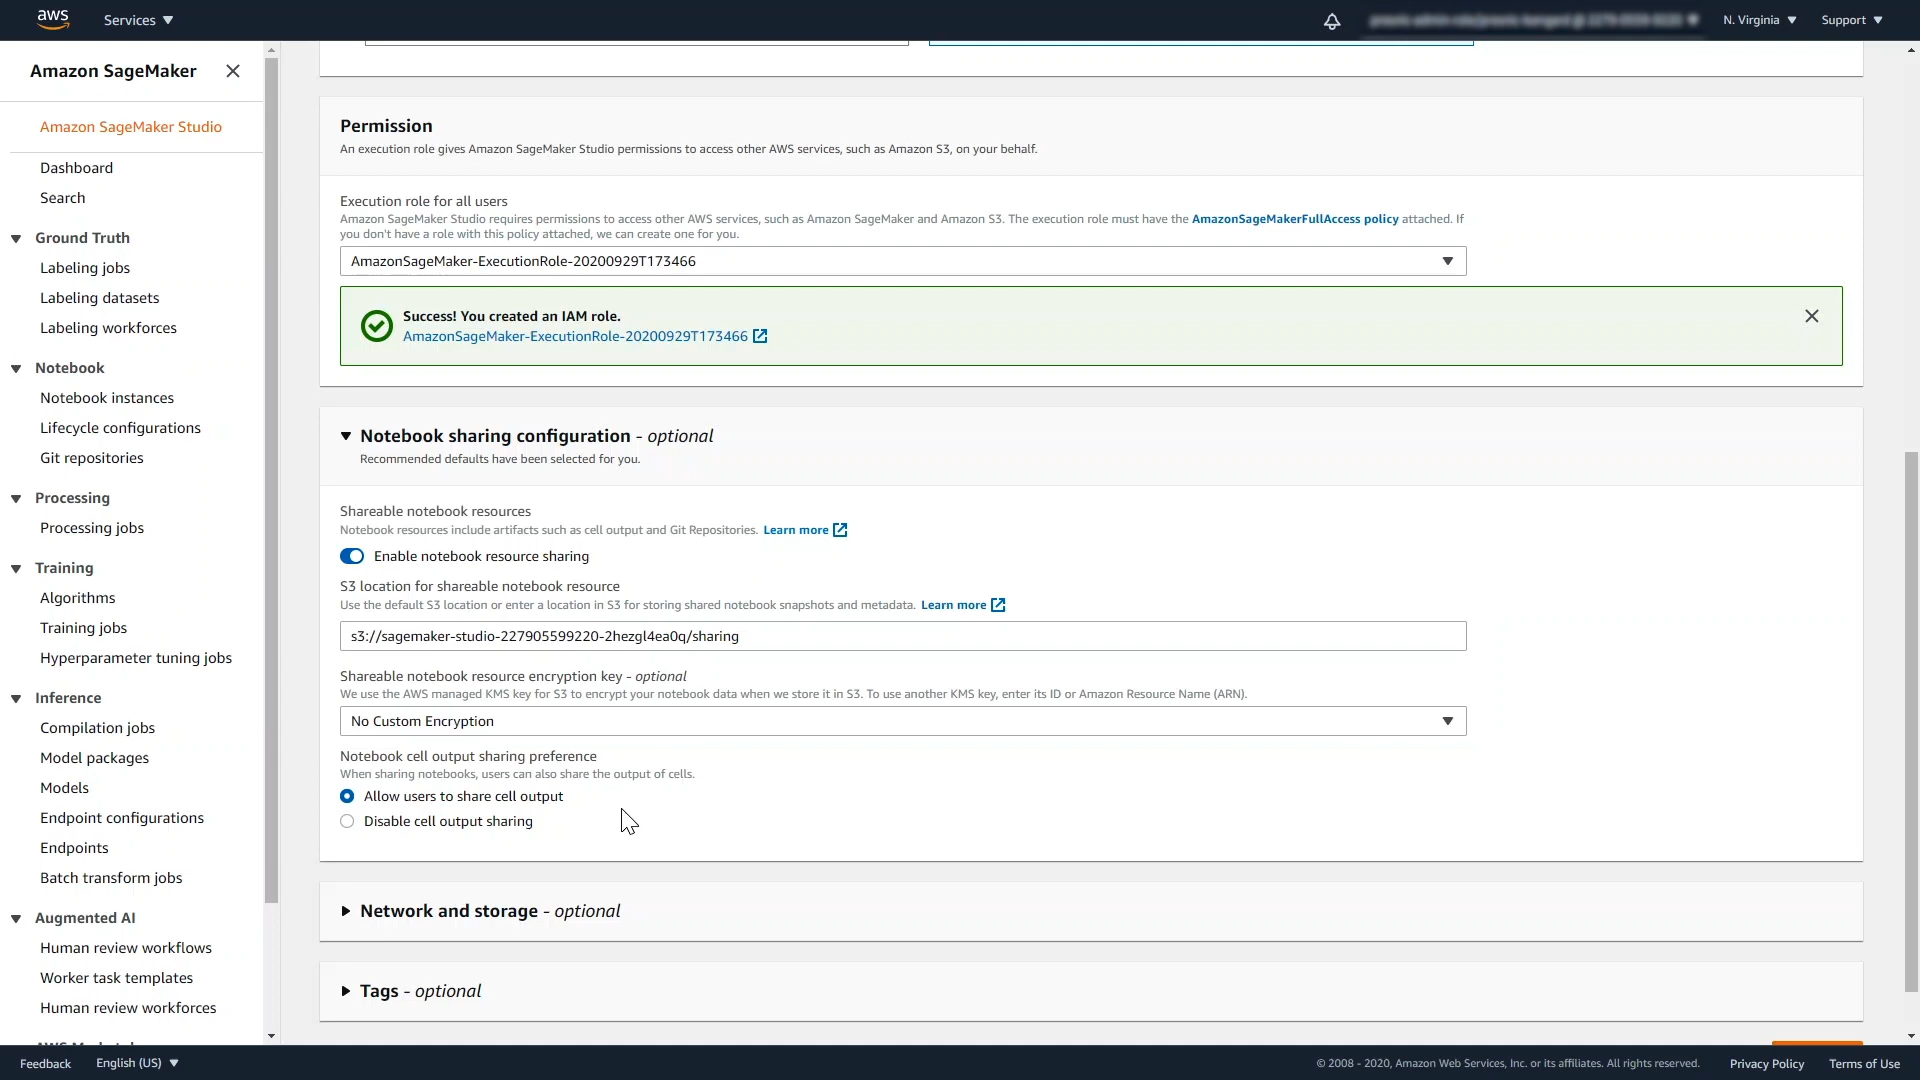 aws
Services
N. Virginia
Support
Amazon SageMaker
Amazon SageMaker Studio
Dashboard
Search
Ground Truth
Labeling jobs
Labeling datasets
Labeling workforces
Notebook
Notebook instances
Lifecycle configurations
Git repositories
Processing
Processing jobs
Training
Algorithms
Training jobs
Hyperparameter tuning jobs
Inference
Compilation jobs
Model packages
Models
Endpoint configurations
Endpoints
Batch transform jobs
Augmented AI
Human review workflows
Worker task templates
Human review workforces
Permission
An execution role gives Amazon SageMaker Studio permissions to access other AWS services, such as Amazon S3, on your behalf.
Execution role for all users
Amazon SageMaker Studio requires permissions to access other AWS services, such as Amazon SageMaker and Amazon S3. The execution role must have the AmazonSageMakerFullAccess policy attached. If
you don't have a role with this policy attached, we can create one for you.
AmazonSageMaker-ExecutionRole-20200929T173466
Success! You created an IAM role.
AmazonSageMaker-ExecutionRole-20200929T173466
Notebook sharing configuration - optional
Recommended defaults have been selected for you.
Shareable notebook resources
Notebook resources include artifacts such as cell output and Git Repositories. Learn more
Enable notebook resource sharing
S3 location for shareable notebook resource
Use the default S3 location or enter a location in S3 for storing shared notebook snapshots and metadata. Learn more
s3://sagemaker-studio-227905599220-2hezgl4ea0q/sharing
Shareable notebook resource encryption key - optional
We use the AWS managed KMS key for S3 to encrypt your notebook data when we store it in S3. To use another KMS key, enter its ID or Amazon Resource Name (ARN).
No Custom Encryption
Notebook cell output sharing preference
When sharing notebooks, users can also share the output of cells.
Allow users to share cell output
Disable cell output sharing
Network and storage - optional
Tags - optional
Feedback
English (US)
© 2008 - 2020, Amazon Web Services, Inc. or its affiliates. All rights reserved.
Privacy Policy
Terms of Use